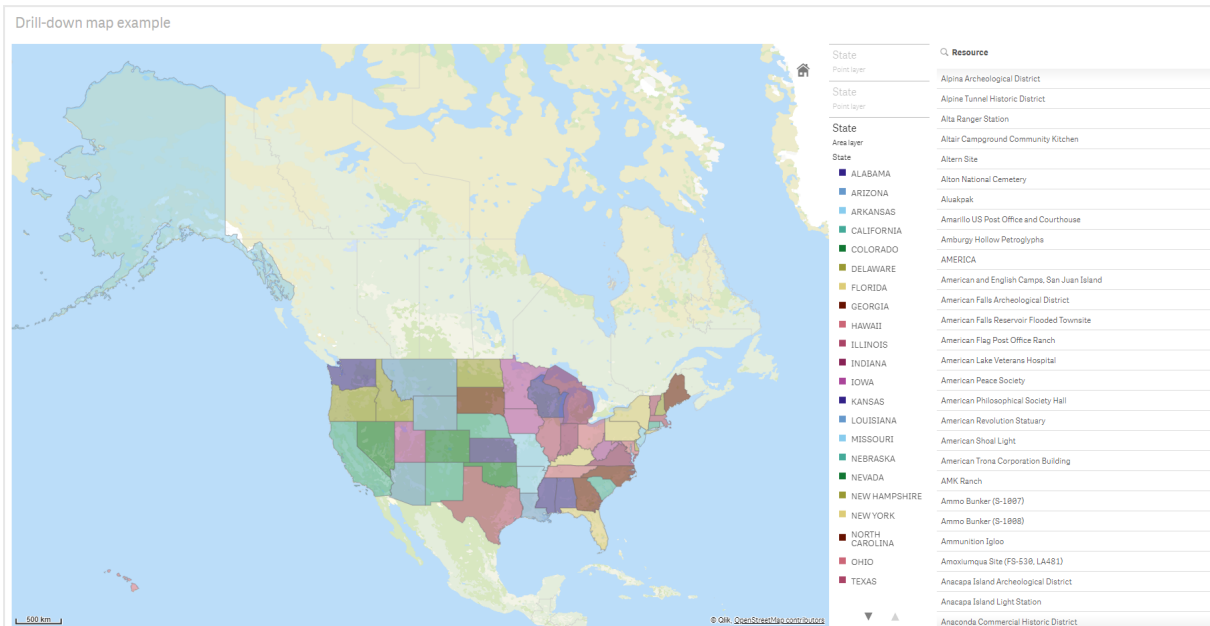 Drill-down map example
State
Point layer
State
Point layer
State
Area layer
State
ALABAMA
ARIZONA
ARKANSAS
CALIFORNIA
COLORADO
DELAWARE
FLORIDA
GEORGIA
HAWAII
ILLINOIS
INDIANA
IOWA
KANSAS
LOUISIANA
MISSOURI
NEBRASKA
NEVADA
NEW HAMPSHIRE
NEW YORK
NORTH
CAROLINA
OHIO
TEXAS
500 km
© Qlik, OpenStreetMap contributors
Resource
Alpina Archeological District
Alpine Tunnel Historic District
Alta Ranger Station
Altair Campground Community Kitchen
Altern Site
Alton National Cemetery
Aluakpak
Amarillo US Post Office and Courthouse
Amburgy Hollow Petroglyphs
AMERICA
American and English Camps, San Juan Island
American Falls Archeological District
American Falls Reservoir Flooded Townsite
American Flag Post Office Ranch
American Lake Veterans Hospital
American Peace Society
American Philosophical Society Hall
American Revolution Statuary
American Shoal Light
American Trona Corporation Building
AMK Ranch
Ammo Bunker (S-1007)
Ammo Bunker (S-1008)
Ammunition Igloo
Amoxiumqua Site (FS-530, LA481)
Anacapa Island Archeological District
Anacapa Island Light Station
Anaconda Commercial Historic District